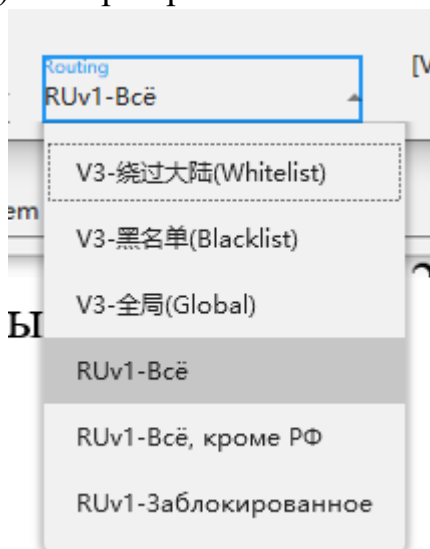 Routing
RUv1-Всё
V3-绕过大陆(Whitelist)
em
V3-黑名单(Blacklist)
V3-全局(Global)
ы
RUv1-Всё
RUv1-Всё, кроме РФ
RUv1-Заблокированное